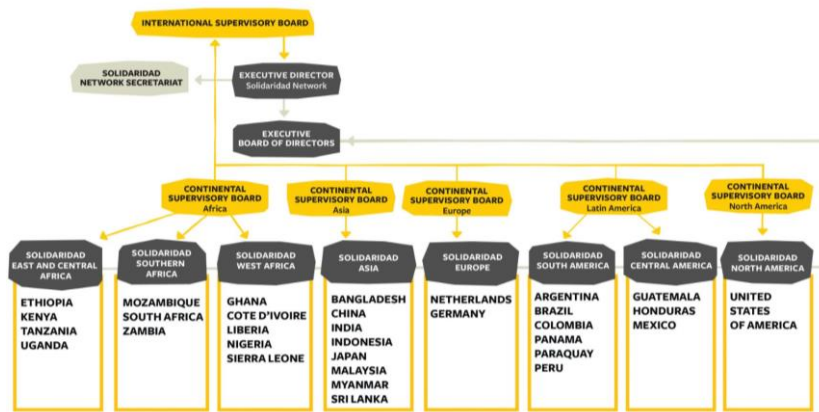 INTERNATIONAL SUPERVISORY BOARD
SOLIDARIDAD
NETWORK SECRETARIAT
EXECUTIVE DIRECTOR
Solidaridad Network
EXECUTIVE
BOARD OF DIRECTORS
CONTINENTAL
SUPERVISORY BOARD
Africa
CONTINENTAL
SUPERVISORY BOARD
Asia
CONTINENTAL
SUPERVISORY BOARD
Europe
CONTINENTAL
SUPERVISORY BOARD
Latin America
CONTINENTAL
SUPERVISORY BOARD
North America
SOLIDARIDAD
EAST AND CENTRAL
AFRICA
SOLIDARIDAD
SOUTHERN
AFRICA
SOLIDARIDAD
WEST AFRICA
SOLIDARIDAD
ASIA
SOLIDARIDAD
EUROPE
SOLIDARIDAD
SOUTH AMERICA
SOLIDARIDAD
CENTRAL AMERICA
SOLIDARIDAD
NORTH AMERICA
ETHIOPIA
KENYA
TANZANIA
UGANDA
MOZAMBIQUE
SOUTH AFRICA
ZAMBIA
GHANA
COTE D'IVOIRE
LIBERIA
NIGERIA
SIERRA LEONE
BANGLADESH
CHINA
INDIA
INDONESIA
JAPAN
MALAYSIA
MYANMAR
SRI LANKA
NETHERLANDS
GERMANY
ARGENTINA
BRAZIL
COLOMBIA
PANAMA
PARAQUAY
PERU
GUATEMALA
HONDURAS
MEXICO
UNITED
STATES
OF AMERICA